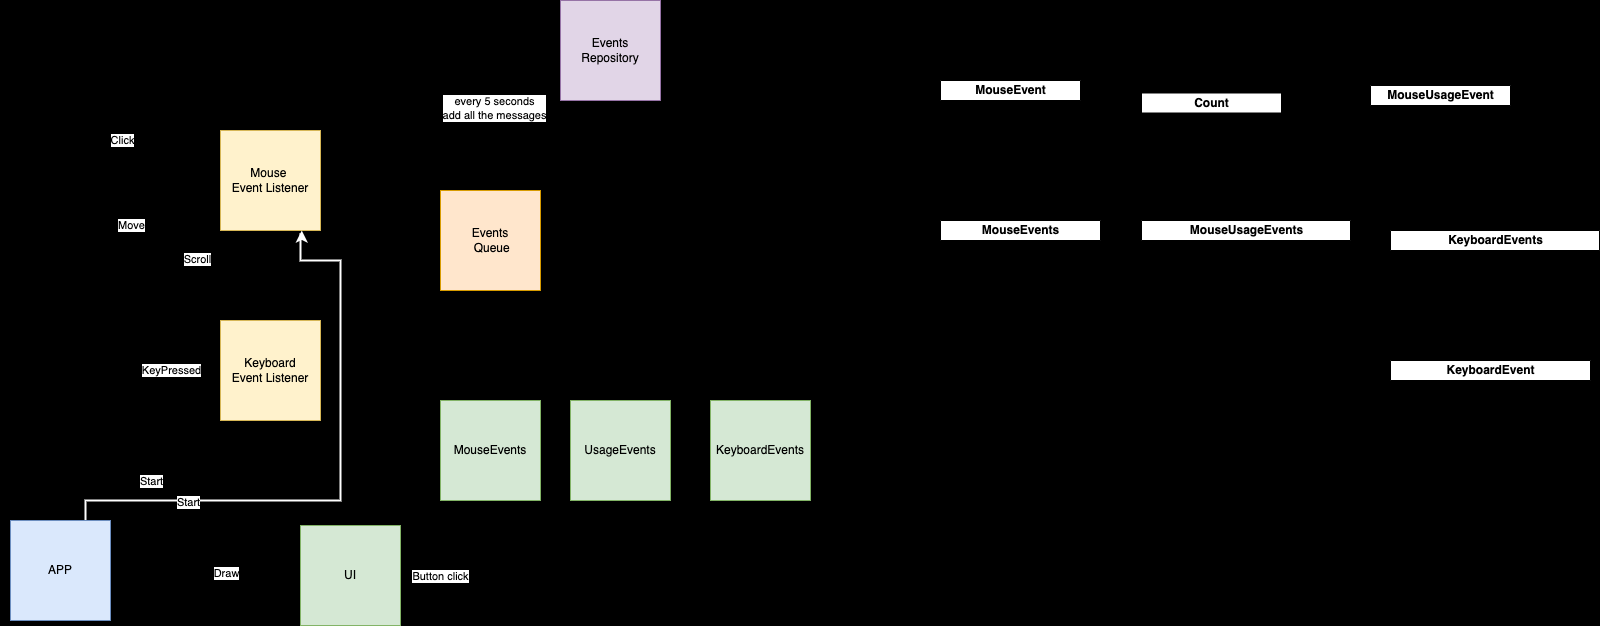 Events
Repository
every 5 seconds
add all the messages
MouseEvent
Count
MouseUsageEvent
Click
Mouse
Event Listener
Move
Scroll
Events
Queue
MouseEvents
MouseUsageEvents
KeyboardEvents
KeyPressed
Keyboard
Event Listener
KeyboardEvent
MouseEvents
UsageEvents
KeyboardEvents
Start
Start
APP
Draw
UI
Button click